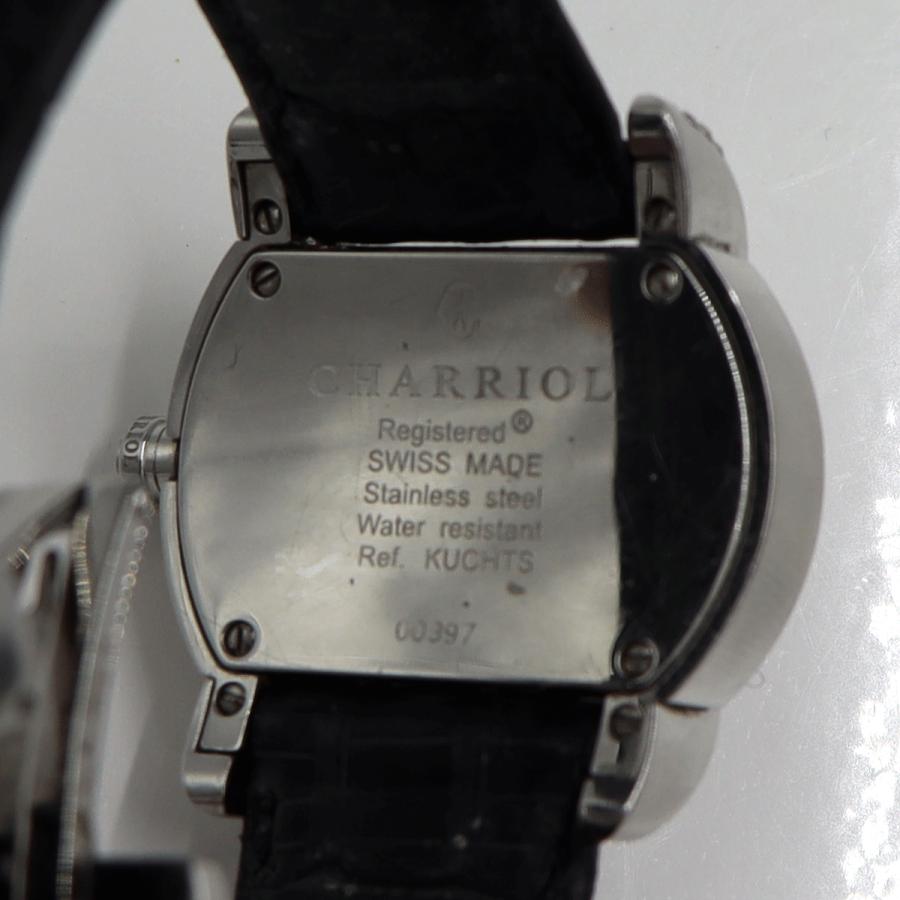 CHARRIOL
Registered®
SWISS MADE
Stainless steel
Water resistant
Ref. KUCHTS
00397